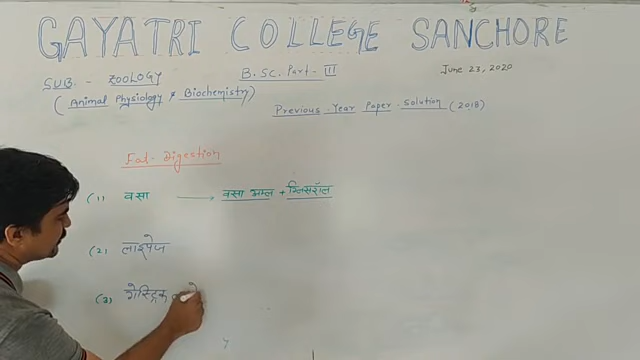 GAYATRI COLLEGE SANCHORE
SUB. - ZOOLOGY B.SC. Part - III June 23, 2020
( Animal Physiology & Biochemistry)
Previous Year Paper Solution (2018)
Fat - Digestion
(1) वसा → वसा अम्ल + ग्लिसरॉल
(2) लाइपेज
(3) गैस्ट्रिक